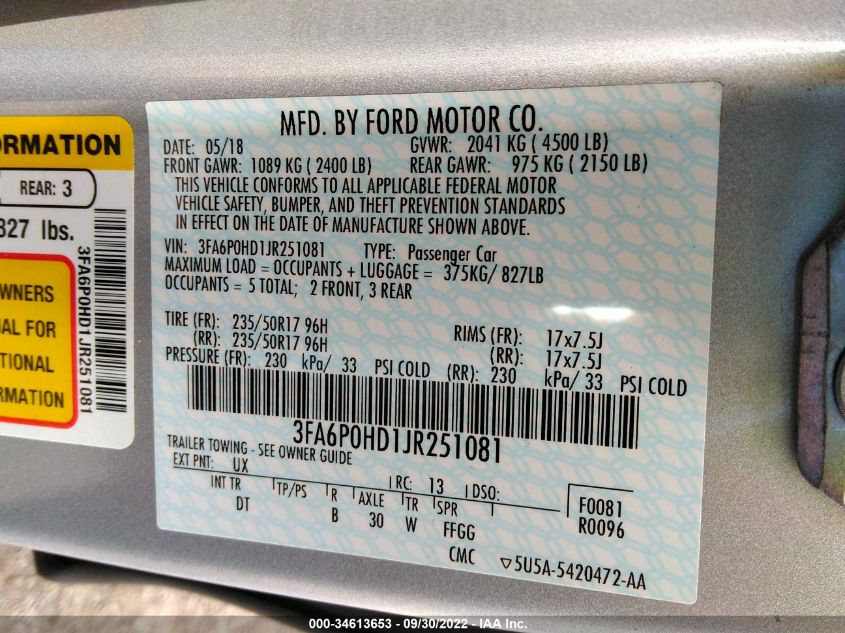 ORMATION
REAR: 3
327 lbs.
OWNERS
AL FOR
TIONAL
RMATION
3FA6P0HD1JR251081
MFD. BY FORD MOTOR CO.
DATE: 05/18 GVWR: 2041 KG ( 4500 LB)
FRONT GAWR: 1089 KG ( 2400 LB) REAR GAWR: 975 KG ( 2150 LB)
THIS VEHICLE CONFORMS TO ALL APPLICABLE FEDERAL MOTOR
VEHICLE SAFETY, BUMPER, AND THEFT PREVENTION STANDARDS
IN EFFECT ON THE DATE OF MANUFACTURE SHOWN ABOVE.
VIN: 3FA6P0HD1JR251081 TYPE: Passenger Car
MAXIMUM LOAD = OCCUPANTS + LUGGAGE = 375KG/ 827LB
OCCUPANTS = 5 TOTAL; 2 FRONT, 3 REAR
TIRE (FR): 235/50R17 96H RIMS (FR): 17x7.5J
(RR): 235/50R17 96H (RR): 17x7.5J
PRESSURE (FR): 230 kPa/ 33 PSI COLD (RR): 230 kPa/ 33 PSI COLD
3FA6P0HD1JR251081
TRAILER TOWING - SEE OWNER GUIDE
EXT PNT: UX RC: 13 DSO: F0081
INT TR TP/PS R AXLE TR SPR R0096
DT B 30 W FFGG
CMC ▽5U5A-5420472-AA
000-34613653 - 09/30/2022 - IAA Inc.